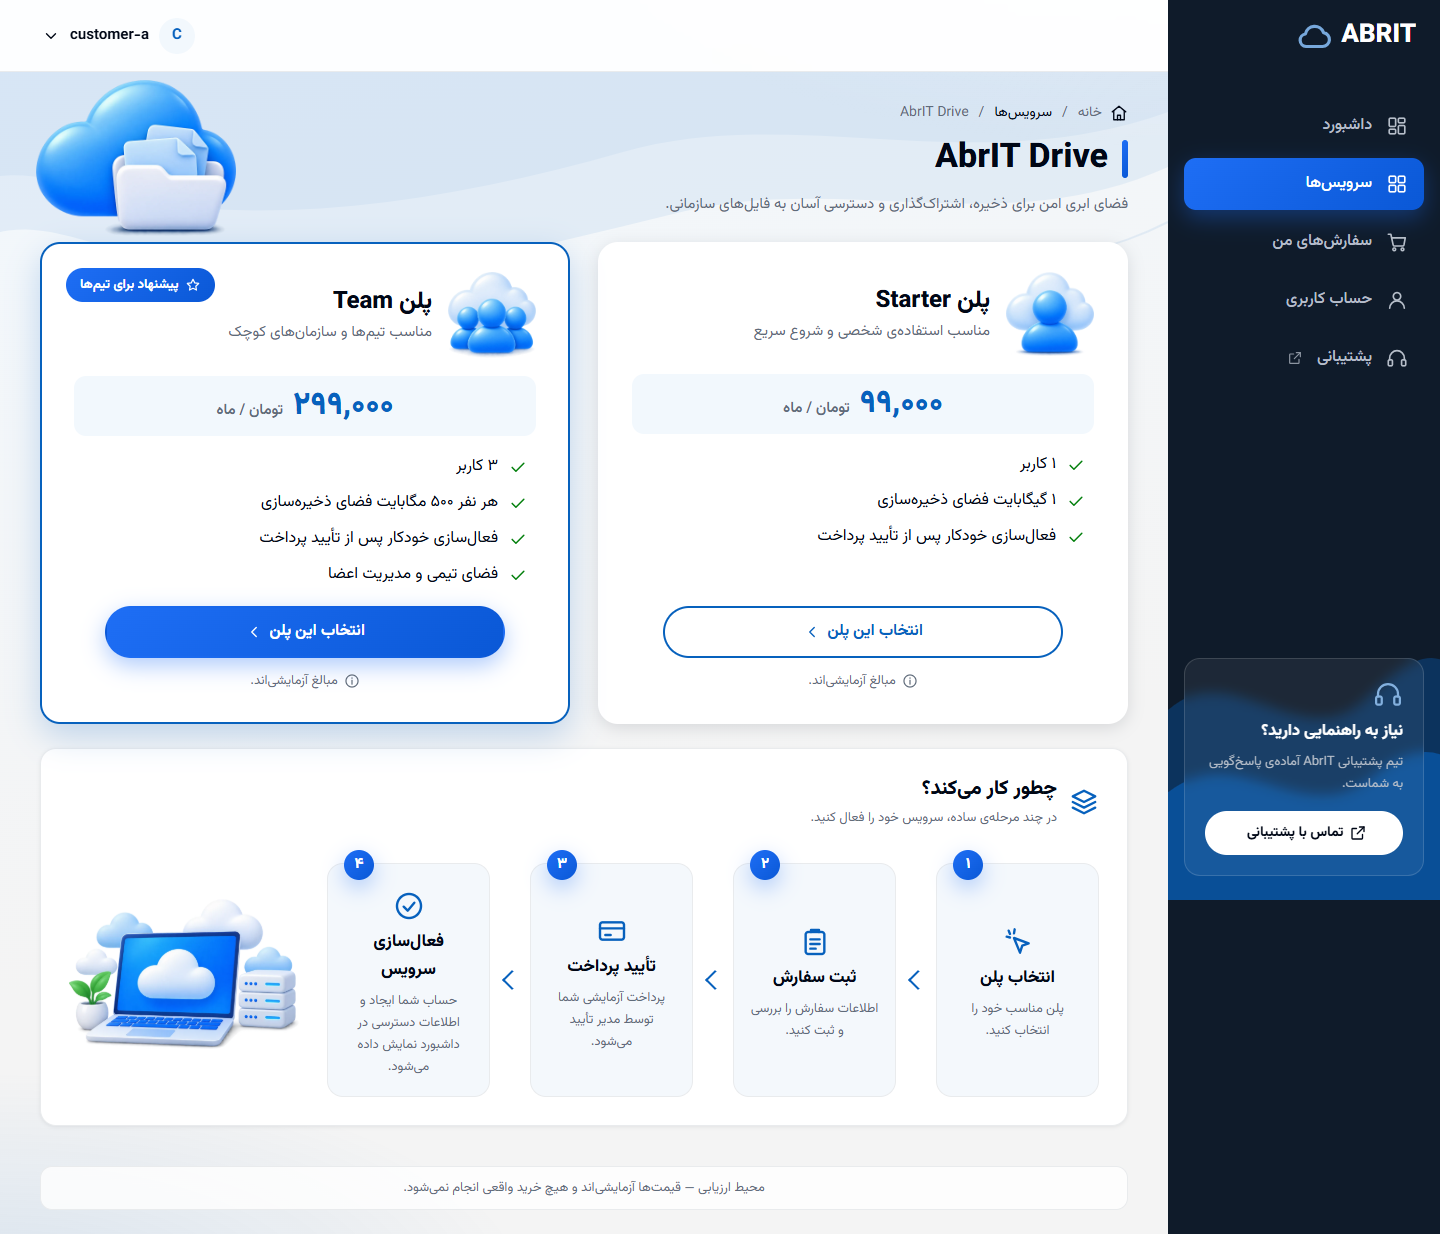 ABRIT
داشبورد
سرویس‌ها
سفارش‌های من
حساب کاربری
پشتیبانی
نیاز به راهنمایی دارید؟
تیم پشتیبانی AbrIT آماده‌ی پاسخ‌گویی
به شماست.
تماس با پشتیبانی
C customer-a
خانه / سرویس‌ها / AbrIT Drive
AbrIT Drive
فضای ابری امن برای ذخیره، اشتراک‌گذاری و دسترسی آسان به فایل‌های سازمانی.
پلن Starter
مناسب استفاده‌ی شخصی و شروع سریع
۹۹,۰۰۰ تومان / ماه
۱ کاربر
۱ گیگابایت فضای ذخیره‌سازی
فعال‌سازی خودکار پس از تأیید پرداخت
انتخاب این پلن
مبالغ آزمایشی‌اند.
پیشنهاد برای تیم‌ها
پلن Team
مناسب تیم‌ها و سازمان‌های کوچک
۲۹۹,۰۰۰ تومان / ماه
۳ کاربر
هر نفر ۵۰۰ مگابایت فضای ذخیره‌سازی
فعال‌سازی خودکار پس از تأیید پرداخت
فضای تیمی و مدیریت اعضا
انتخاب این پلن
مبالغ آزمایشی‌اند.
چطور کار می‌کند؟
در چند مرحله‌ی ساده، سرویس خود را فعال کنید.
۱
انتخاب پلن
پلن مناسب خود را
انتخاب کنید.
۲
ثبت سفارش
اطلاعات سفارش را بررسی
و ثبت کنید.
۳
تأیید پرداخت
پرداخت آزمایشی شما
توسط مدیر تأیید
می‌شود.
۴
فعال‌سازی
سرویس
حساب شما ایجاد و
اطلاعات دسترسی در
داشبورد نمایش داده
می‌شود.
محیط ارزیابی — قیمت‌ها آزمایشی‌اند و هیچ خرید واقعی انجام نمی‌شود.